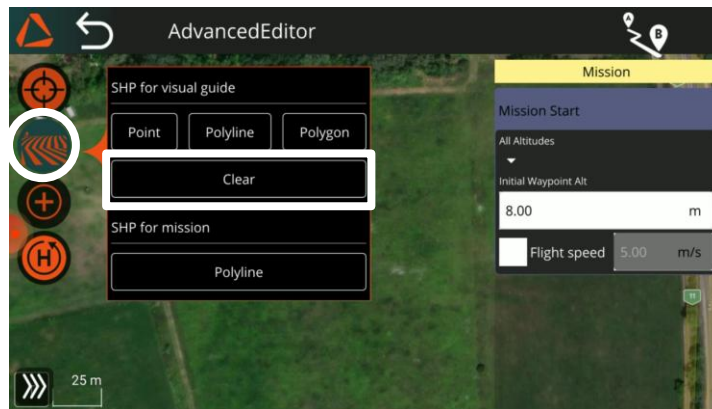 AdvancedEditor
A
B
SHP for visual guide
Point Polyline Polygon
Clear
SHP for mission
Polyline
H
25 m
Mission
Mission Start
All Altitudes
Initial Waypoint Alt
8.00 m
Flight speed 5.00 m/s
11